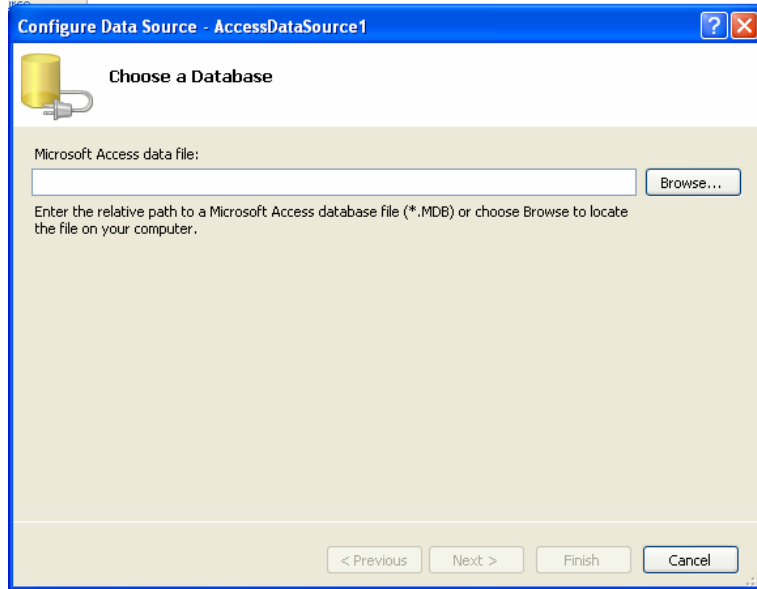 Configure Data Source - AccessDataSource1
Choose a Database
Microsoft Access data file:
Browse...
Enter the relative path to a Microsoft Access database file (*.MDB) or choose Browse to locate
the file on your computer.
< Previous Next > Finish Cancel